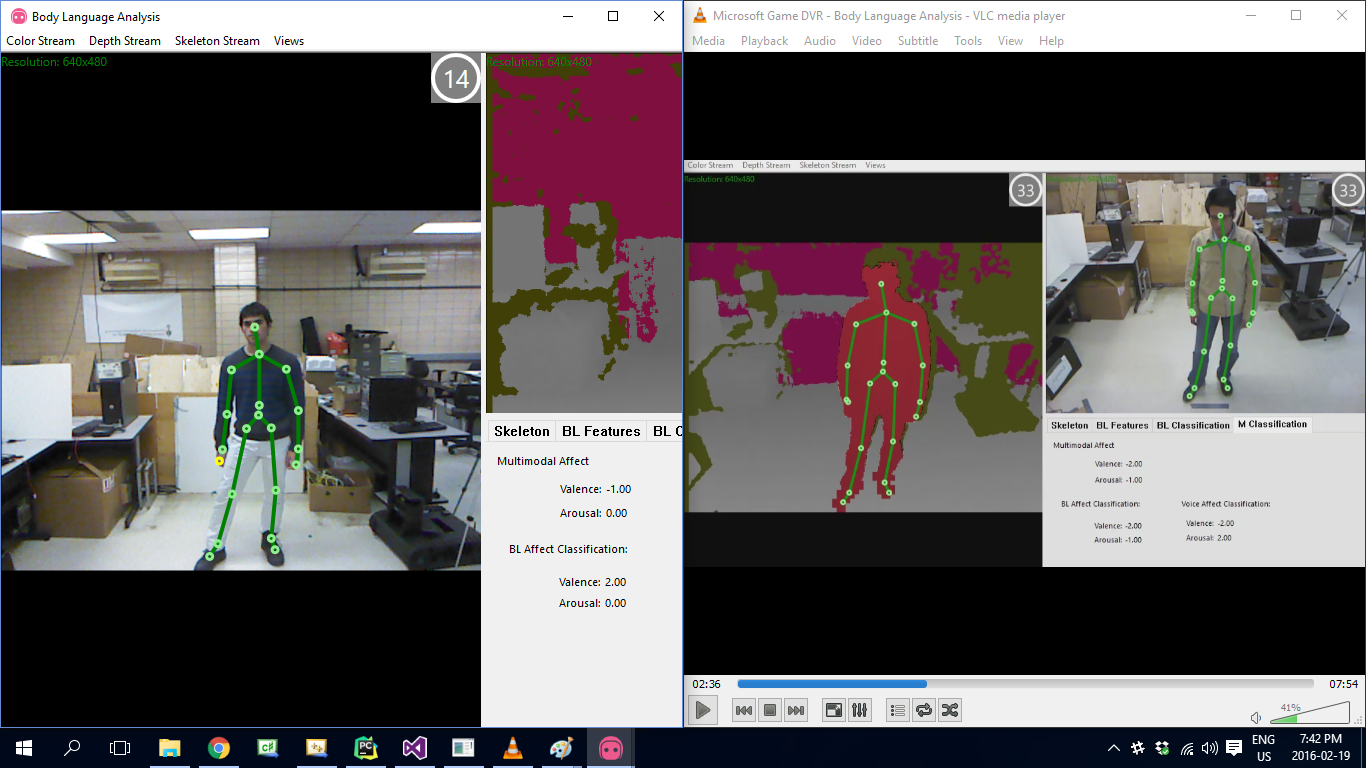 Body Language Analysis
Color Stream Depth Stream Skeleton Stream Views
Resolution: 640x480
14
Resolution: 640x480
Skeleton BL Features BL C
Multimodal Affect
Valence: -1.00
Arousal: 0.00
BL Affect Classification:
Valence: 2.00
Arousal: 0.00
Microsoft Game DVR - Body Language Analysis - VLC media player
Media Playback Audio Video Subtitle Tools View Help
Color Stream Depth Stream Skeleton Stream Views
Resolution: 640x480
33
Resolution: 640x480
33
Skeleton BL Features BL Classification M Classification
Multimodal Affect
Valence: -2.00
Arousal: -1.00
BL Affect Classification: Voice Affect Classification:
Valence: -2.00 Valence: -2.00
Arousal: -1.00 Arousal: 2.00
02:36 07:54
41%
C#
PC
ENG
US
7:42 PM
2016-02-19